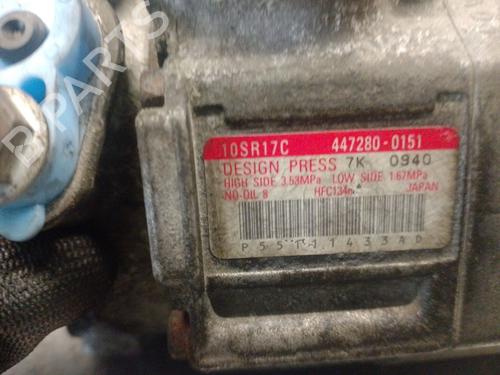 10SR17C 447280-0151
DESIGN PRESS 7K 0940
HIGH SIDE 3.53MPa LOW SIDE 1.67MPa
ND-OIL 8 HFC134a JAPAN